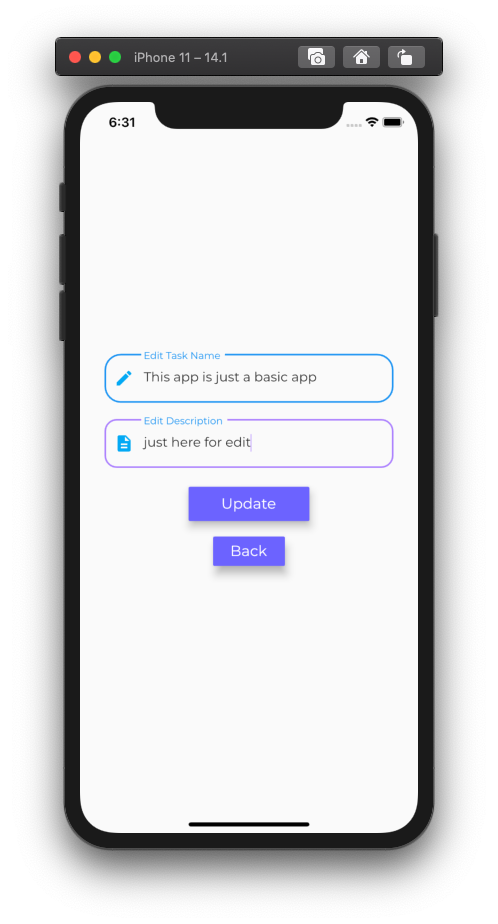 iPhone 11 – 14.1
6:31
Edit Task Name
This app is just a basic app
Edit Description
just here for edit
Update
Back